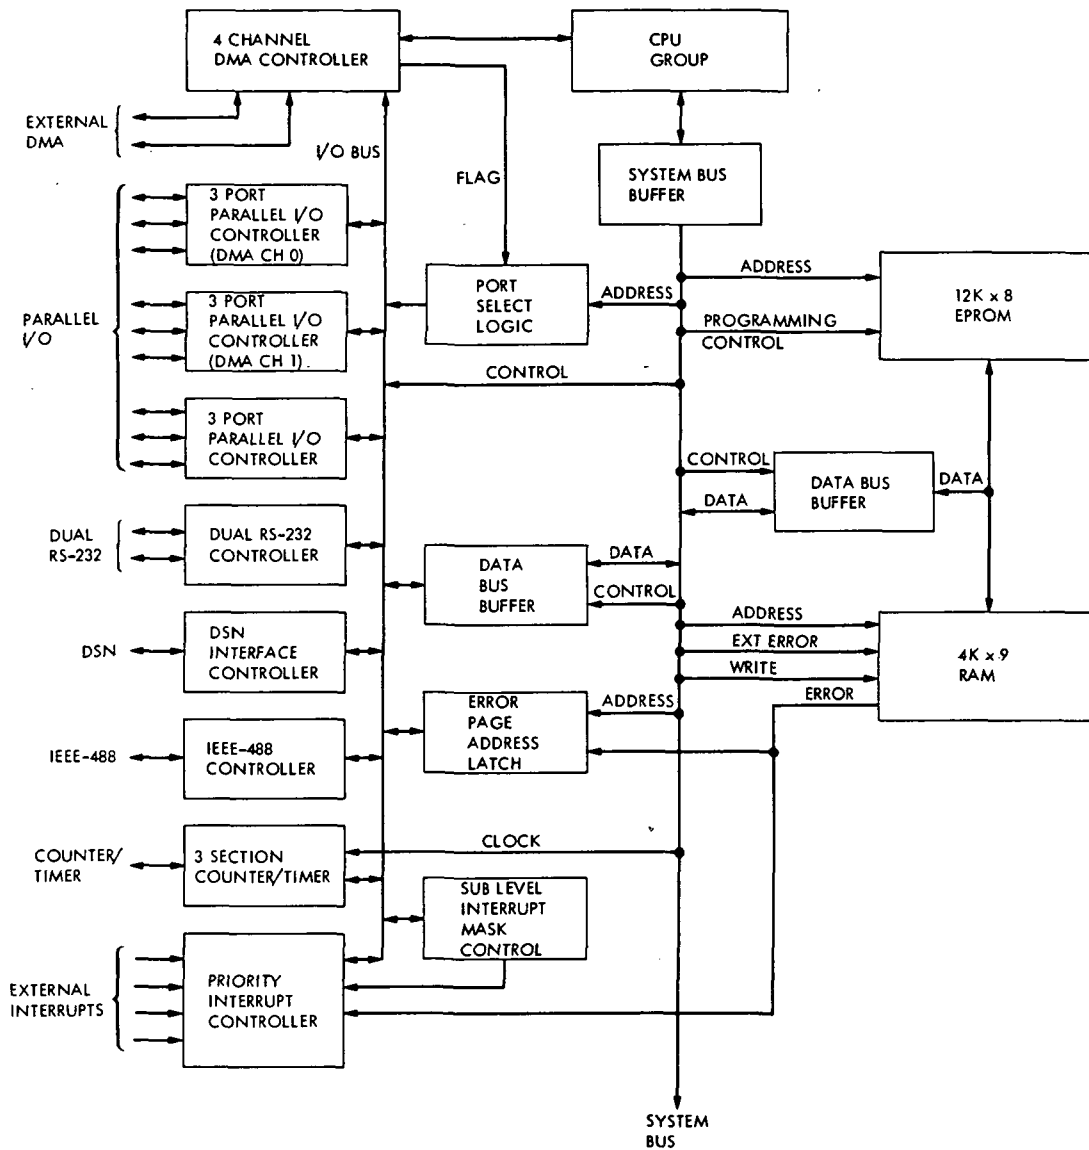 4 CHANNEL
DMA CONTROLLER
CPU
GROUP
EXTERNAL
DMA
I/O BUS
FLAG
SYSTEM BUS
BUFFER
3 PORT
PARALLEL I/O
CONTROLLER
(DMA CH 0)
PARALLEL
I/O
3 PORT
PARALLEL I/O
CONTROLLER
(DMA CH 1)
PORT
SELECT
LOGIC
ADDRESS
ADDRESS
PROGRAMMING
CONTROL
12K x 8
EPROM
CONTROL
3 PORT
PARALLEL I/O
CONTROLLER
CONTROL
DATA
DATA BUS
BUFFER
DATA
DUAL
RS-232
DUAL RS-232
CONTROLLER
DATA
BUS
BUFFER
DATA
CONTROL
ADDRESS
EXT ERROR
WRITE
ERROR
4K x 9
RAM
DSN
DSN
INTERFACE
CONTROLLER
IEEE-488
IEEE-488
CONTROLLER
ERROR
PAGE
ADDRESS
LATCH
ADDRESS
COUNTER/
TIMER
3 SECTION
COUNTER/TIMER
CLOCK
SUB LEVEL
INTERRUPT
MASK
CONTROL
EXTERNAL
INTERRUPTS
PRIORITY
INTERRUPT
CONTROLLER
SYSTEM
BUS